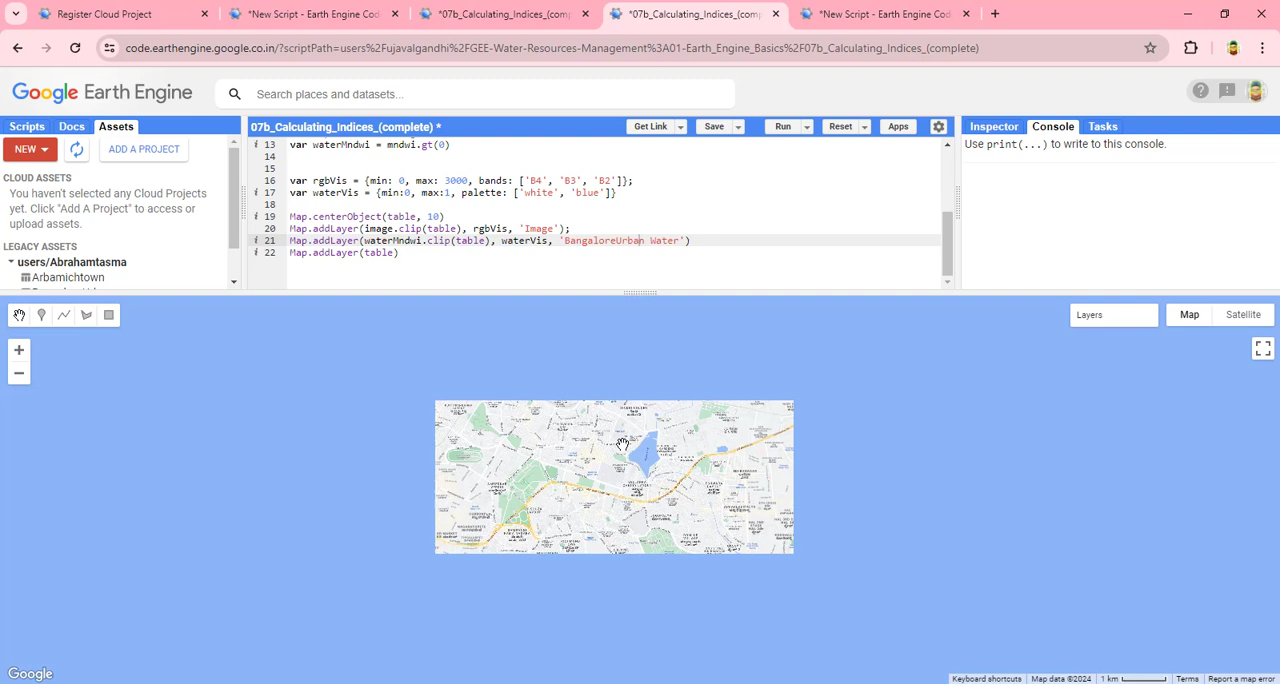 Register Cloud Project
*New Script - Earth Engine Cod
*07b_Calculating_Indices_(comp
*07b_Calculating_Indices_(comp
*New Script - Earth Engine Cod
code.earthengine.google.co.in/?scriptPath=users%2Fujavalgandhi%2FGEE-Water-Resources-Management%3A01-Earth_Engine_Basics%2F07b_Calculating_Indices_(complete)
Google Earth Engine
Search places and datasets...
Scripts Docs Assets
NEW
ADD A PROJECT
CLOUD ASSETS
You haven't selected any Cloud Projects
yet. Click "Add A Project" to access or
upload assets.
LEGACY ASSETS
users/Abrahamtasma
Arbamichtown
07b_Calculating_Indices_(complete) *
Get Link Save Run Reset Apps
i 13 var waterMndwi = mndwi.gt(0)
14
15
i 16 var rgbVis = {min: 0, max: 3000, bands: ['B4', 'B3', 'B2']};
i 17 var waterVis = {min:0, max:1, palette: ['white', 'blue']}
18
i 19 Map.centerObject(table, 10)
i 20 Map.addLayer(image.clip(table), rgbVis, 'Image');
i 21 Map.addLayer(waterMndwi.clip(table), waterVis, 'BangaloreUrban Water')
i 22 Map.addLayer(table)
Inspector Console Tasks
Use print(...) to write to this console.
Layers
Map Satellite
Google
Keyboard shortcuts
Map data ©2024
1 km
Terms
Report a map error